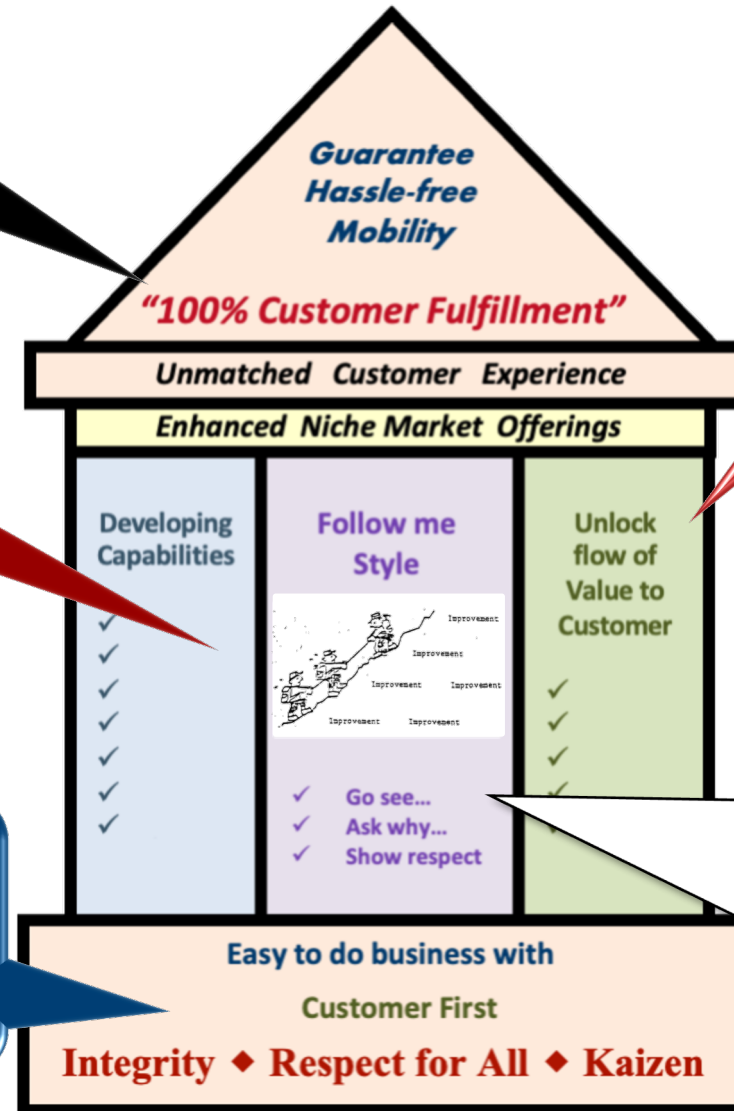 Guarantee
Hassle-free
Mobility
“100% Customer Fulfillment”
Unmatched Customer Experience
Enhanced Niche Market Offerings
Developing
Capabilities
✓
✓
✓
✓
✓
✓
✓
Follow me
Style
Improvement
Improvement
Improvement Improvement
Improvement Improvement
✓ Go see...
✓ Ask why...
✓ Show respect
Unlock
flow of
Value to
Customer
✓
✓
✓
✓
✓
Easy to do business with
Customer First
Integrity ◆ Respect for All ◆ Kaizen